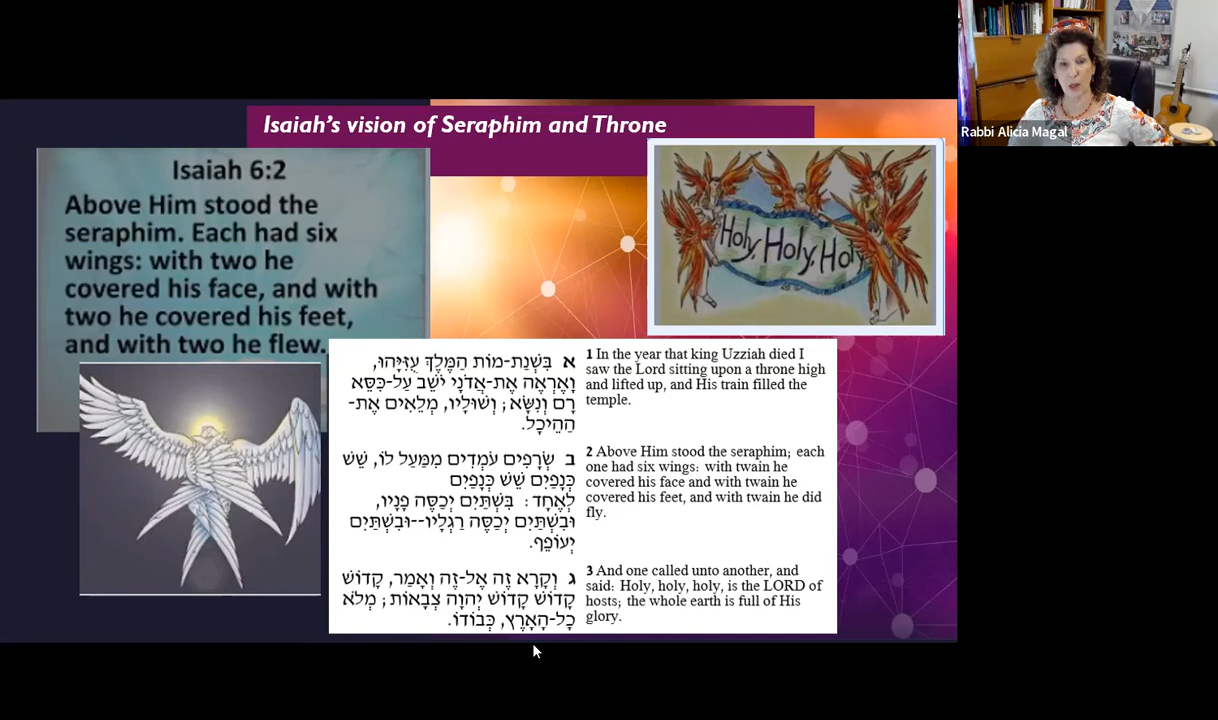 Isaiah's vision of Seraphim and Throne
Rabbi Alicia Magal
Isaiah 6:2
Above Him stood the
seraphim. Each had six
wings: with two he
covered his face, and with
two he covered his feet,
and with two he flew.
Holy, Holy, Holy
א בִּשְׁנַת-מוֹת הַמֶּלֶךְ עֻזִּיָּהוּ,
וָאֶרְאֶה אֶת-אֲדֹנָי יֹשֵׁב עַל-כִּסֵּא
רָם וְנִשָּׂא; וְשׁוּלָיו, מְלֵאִים אֶת-
הַהֵיכָל.
ב שְׂרָפִים עֹמְדִים מִמַּעַל לוֹ, שֵׁשׁ
כְּנָפַיִם שֵׁשׁ כְּנָפַיִם
לְאֶחָד: בִּשְׁתַּיִם יְכַסֶּה פָנָיו,
וּבִשְׁתַּיִם יְכַסֶּה רַגְלָיו--וּבִשְׁתַּיִם
יְעוֹפֵף.
ג וְקָרָא זֶה אֶל-זֶה וְאָמַר, קָדוֹשׁ
קָדוֹשׁ קָדוֹשׁ יְהוָה צְבָאוֹת; מְלֹא
כָל-הָאָרֶץ, כְּבוֹדוֹ.
1 In the year that king Uzziah died I
saw the Lord sitting upon a throne high
and lifted up, and His train filled the
temple.
2 Above Him stood the seraphim; each
one had six wings: with twain he
covered his face and with twain he
covered his feet, and with twain he did
fly.
3 And one called unto another, and
said: Holy, holy, holy, is the LORD of
hosts; the whole earth is full of His
glory.